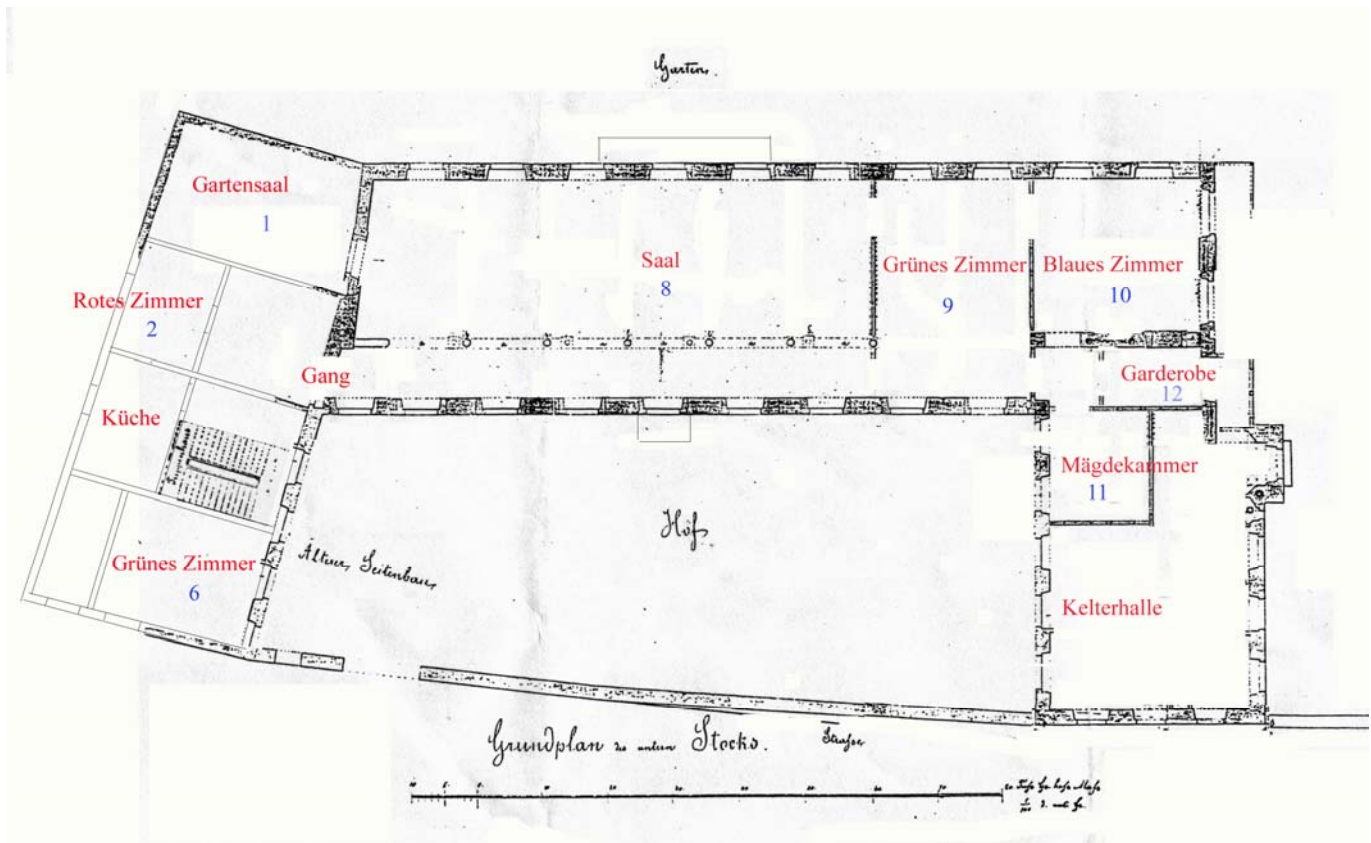 Garten.
Gartensaal
1
Saal
8
Grünes Zimmer
9
Blaues Zimmer
10
Rotes Zimmer
2
Gang
Garderobe
12
Küche
Mägdekammer
11
Hof
Grünes Zimmer
6
Seitenbau
Kelterhalle
Grundplan des untern Stocks.
Strasse